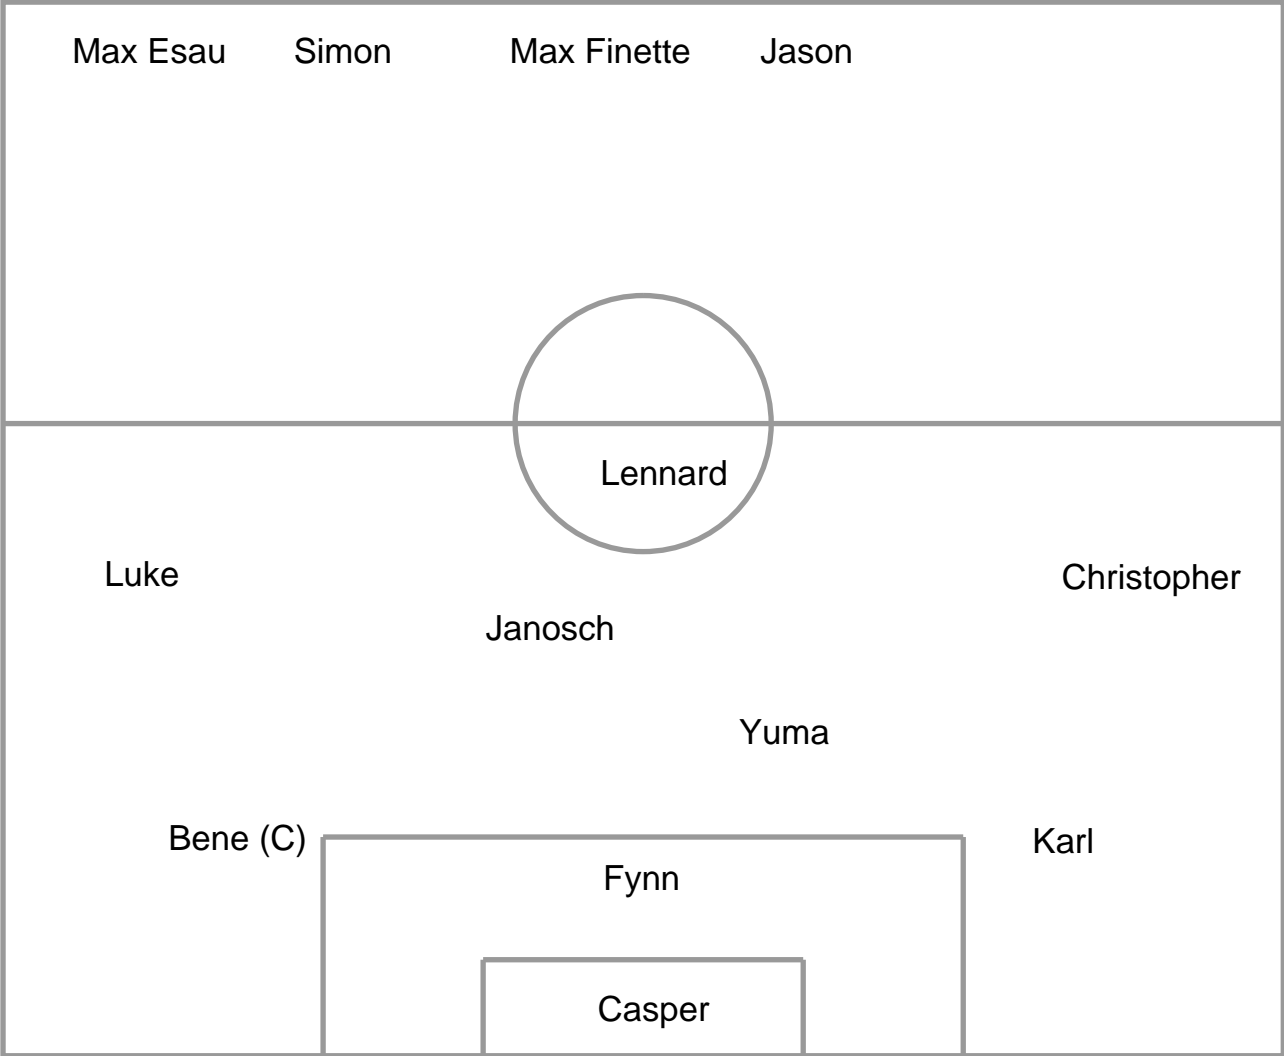 Max Esau Simon Max Finette Jason
Lennard
Luke Christopher
Janosch
Yuma
Bene (C) Karl
Fynn
Casper